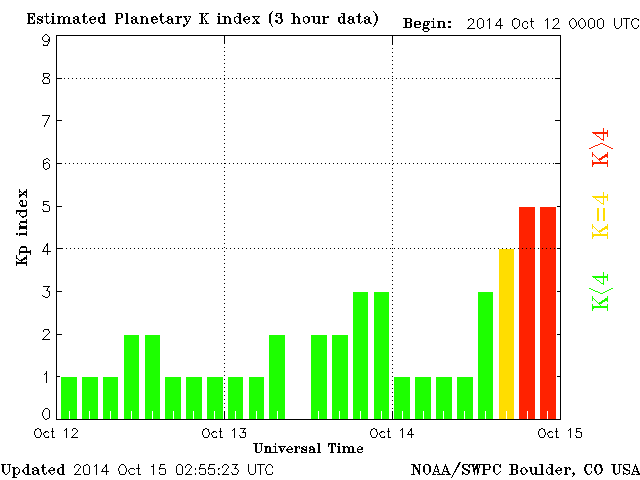 Estimated Planetary K index (3 hour data) Begin: 2014 Oct 12 0000 UTC
9
8
7
6
5
4
3
2
1
0
Kp index
K>4
K=4
K<4
Oct 12 Oct 13 Oct 14 Oct 15
Universal Time
Updated 2014 Oct 15 02:55:23 UTC NOAA/SWPC Boulder, CO USA